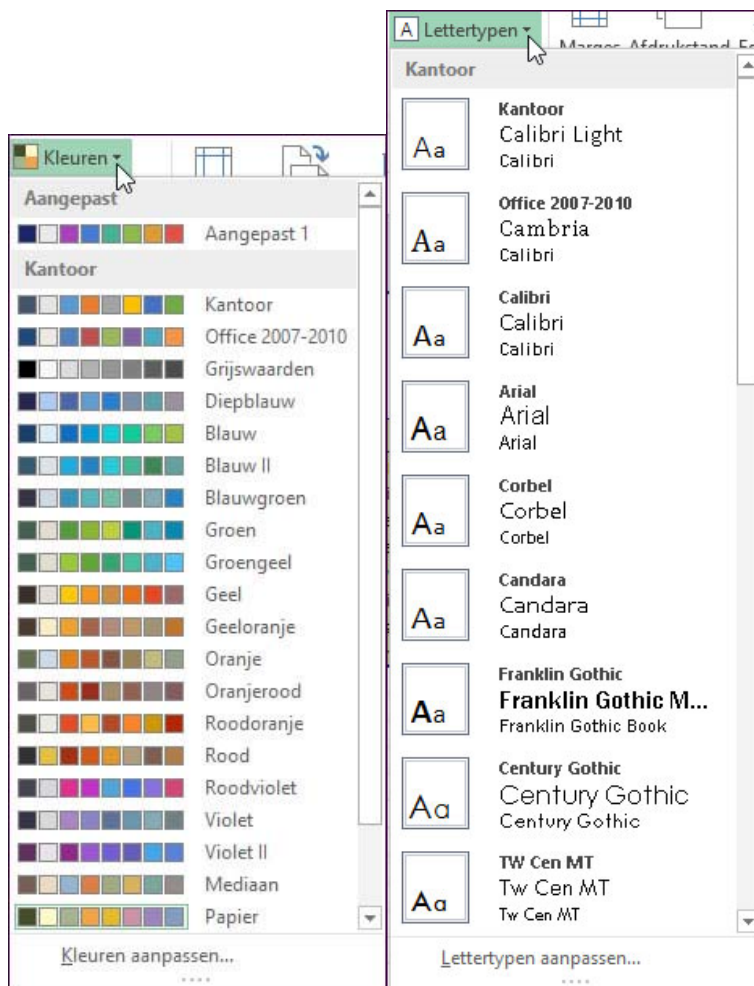 Kleuren
Aangepast
Aangepast 1
Kantoor
Kantoor
Office 2007-2010
Grijswaarden
Diepblauw
Blauw
Blauw II
Blauwgroen
Groen
Groengeel
Geel
Geeloranje
Oranje
Oranjerood
Roodoranje
Rood
Roodviolet
Violet
Violet II
Mediaan
Papier
Kleuren aanpassen...
A Lettertypen
Marges Afdrukstand
Kantoor
Aa
Kantoor
Calibri Light
Calibri
Aa
Office 2007-2010
Cambria
Calibri
Aa
Calibri
Calibri
Calibri
Aa
Arial
Arial
Arial
Aa
Corbel
Corbel
Corbel
Aa
Candara
Candara
Candara
Aa
Franklin Gothic
Franklin Gothic M...
Franklin Gothic Book
Aa
Century Gothic
Century Gothic
Century Gothic
Aa
TW Cen MT
Tw Cen MT
Tw Cen MT
Lettertypen aanpassen...